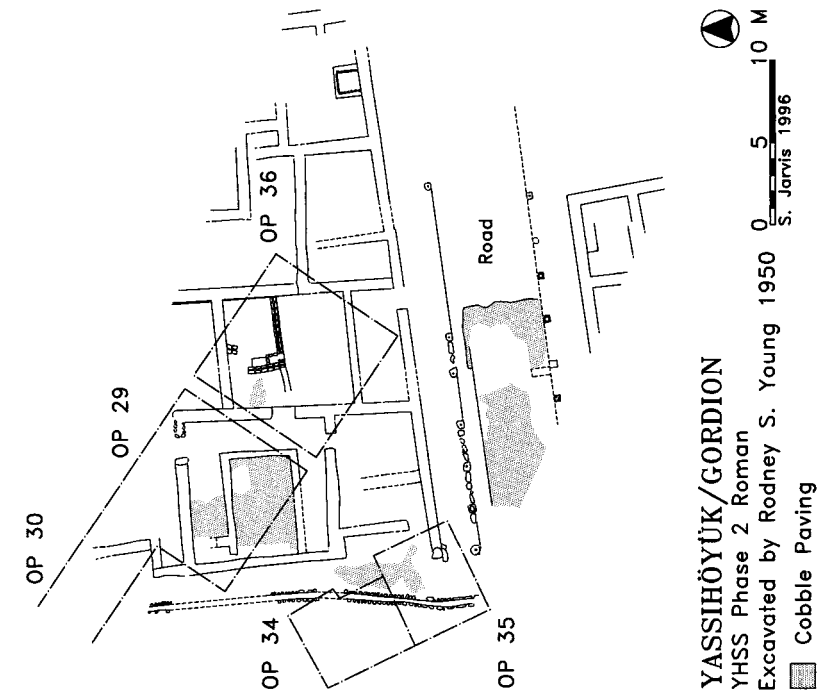 OP 30
OP 29
OP 36
OP 34
OP 35
Road
YASSIHÖYÜK/GORDION
YHSS Phase 2 Roman
Excavated by Rodney S. Young 1950
Cobble Paving
0 5 10 M
S. Jarvis 1996